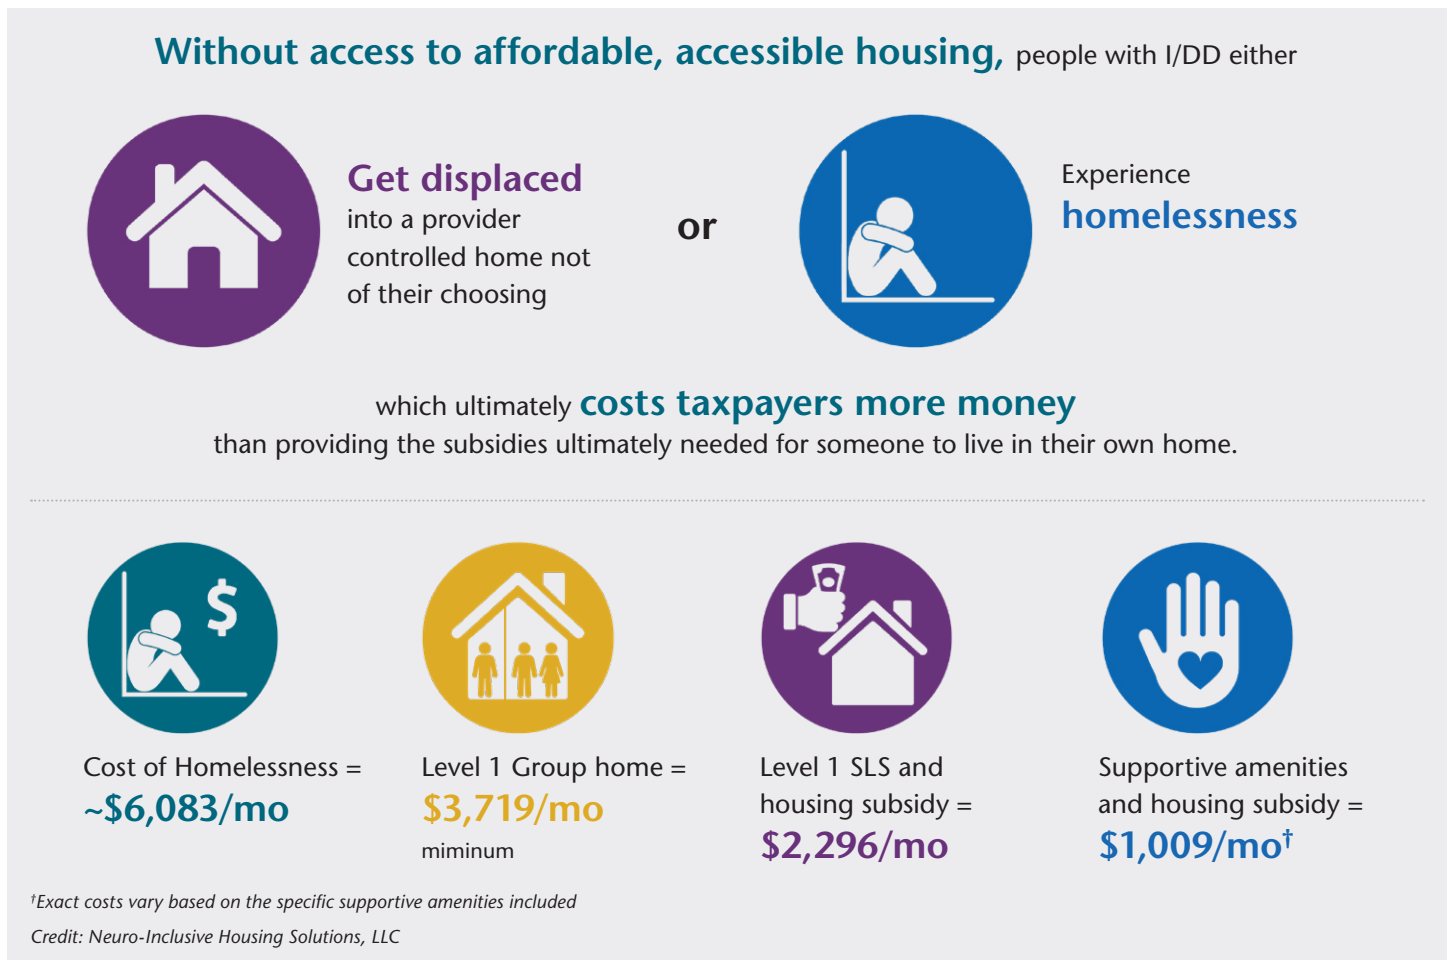 Without access to affordable, accessible housing, people with I/DD either
Get displaced
into a provider
controlled home not
of their choosing
or
Experience
homelessness
which ultimately costs taxpayers more money
than providing the subsidies ultimately needed for someone to live in their own home.
$
Cost of Homelessness =
~$6,083/mo
Level 1 Group home =
$3,719/mo
miminum
Level 1 SLS and
housing subsidy =
$2,296/mo
Supportive amenities
and housing subsidy =
$1,009/mo†
†Exact costs vary based on the specific supportive amenities included
Credit: Neuro-Inclusive Housing Solutions, LLC